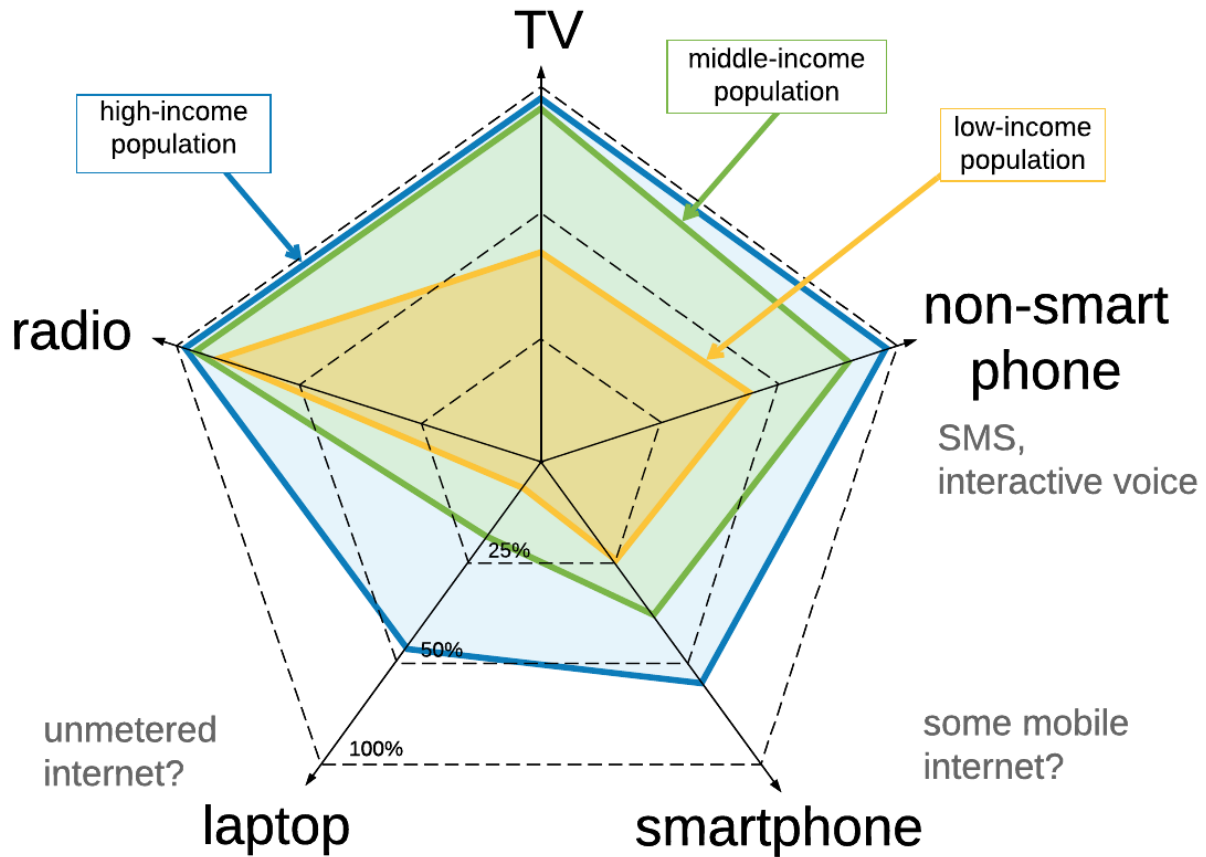 TV
middle-income
population
high-income
population
low-income
population
non-smart
phone
radio
SMS,
interactive voice
25%
50%
100%
unmetered
internet?
some mobile
internet?
laptop
smartphone